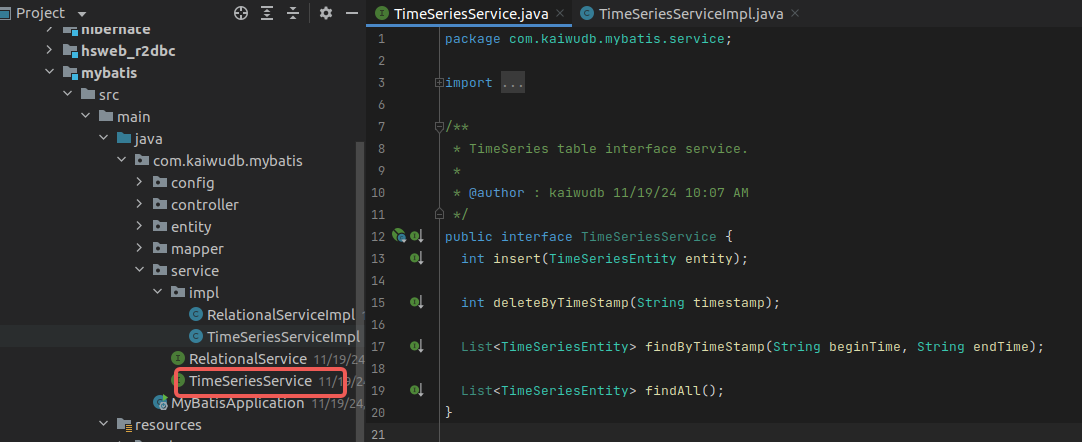 Project
TimeSeriesService.java
TimeSeriesServiceImpl.java
hibernate
hsweb_r2dbc
mybatis
src
main
java
com.kaiwudb.mybatis
config
controller
entity
mapper
service
impl
RelationalServiceImpl
TimeSeriesServiceImpl
RelationalService 11/19/24
TimeSeriesService 11/19/24
MyBatisApplication 11/19/24,
resources
1 package com.kaiwudb.mybatis.service;
2
3 import ...
6
7 /**
8 * TimeSeries table interface service.
9 *
10 * @author : kaiwudb 11/19/24 10:07 AM
11 */
12 public interface TimeSeriesService {
13 int insert(TimeSeriesEntity entity);
14
15 int deleteByTimeStamp(String timestamp);
16
17 List<TimeSeriesEntity> findByTimeStamp(String beginTime, String endTime);
18
19 List<TimeSeriesEntity> findAll();
20 }
21